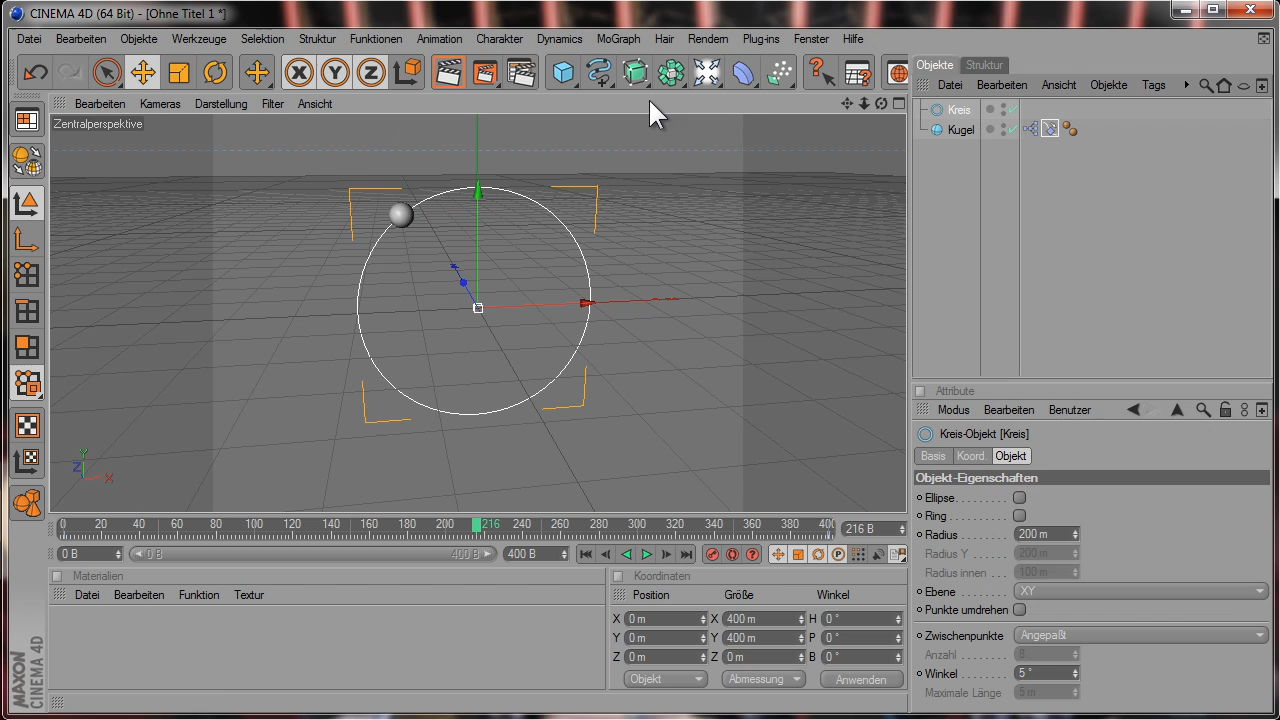 CINEMA 4D (64 Bit) - [Ohne Titel 1 *]
Datei Bearbeiten Objekte Werkzeuge Selektion Struktur Funktionen Animation Charakter Dynamics MoGraph Hair Rendern Plug-ins Fenster Hilfe
X Y Z
Objekte Struktur
Datei Bearbeiten Ansicht Objekte Tags
Bearbeiten Kameras Darstellung Filter Ansicht
Zentralperspektive
Kreis
Kugel
Y
Z X
Attribute
Modus Bearbeiten Benutzer
Kreis-Objekt [Kreis]
Basis Koord. Objekt
Objekt-Eigenschaften
Ellipse
Ring
Radius 200 m
Radius Y 200 m
Radius innen 100 m
Ebene XY
Punkte umdrehen
Zwischenpunkte Angepaßt
Anzahl 8
Winkel 5 °
Maximale Länge 5 m
0 20 40 60 80 100 120 140 160 180 200 216 240 260 280 300 320 340 360 380 400 216 B
0 B 0 B 400 B 400 B
Materialien
Datei Bearbeiten Funktion Textur
Koordinaten
Position Größe Winkel
X 0 m X 400 m H 0 °
Y 0 m Y 400 m P 0 °
Z 0 m Z 0 m B 0 °
Objekt Abmessung Anwenden
MAXON
CINEMA 4D